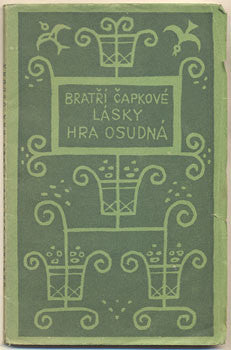 BRATŘÍ ČAPKOVÉ
LÁSKY
HRA OSUDNÁ